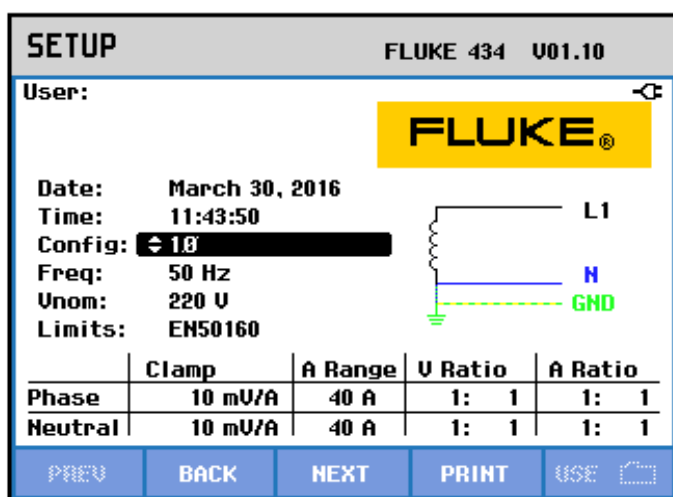 SETUP FLUKE 434 V01.10
User:
FLUKE®
Date: March 30, 2016
Time: 11:43:50
Config: 1Ø
Freq: 50 Hz
Vnom: 220 V
Limits: EN50160
L1
N
GND
Clamp A Range V Ratio A Ratio
Phase 10 mV/A 40 A 1: 1 1: 1
Neutral 10 mV/A 40 A 1: 1 1: 1
PREV BACK NEXT PRINT USE